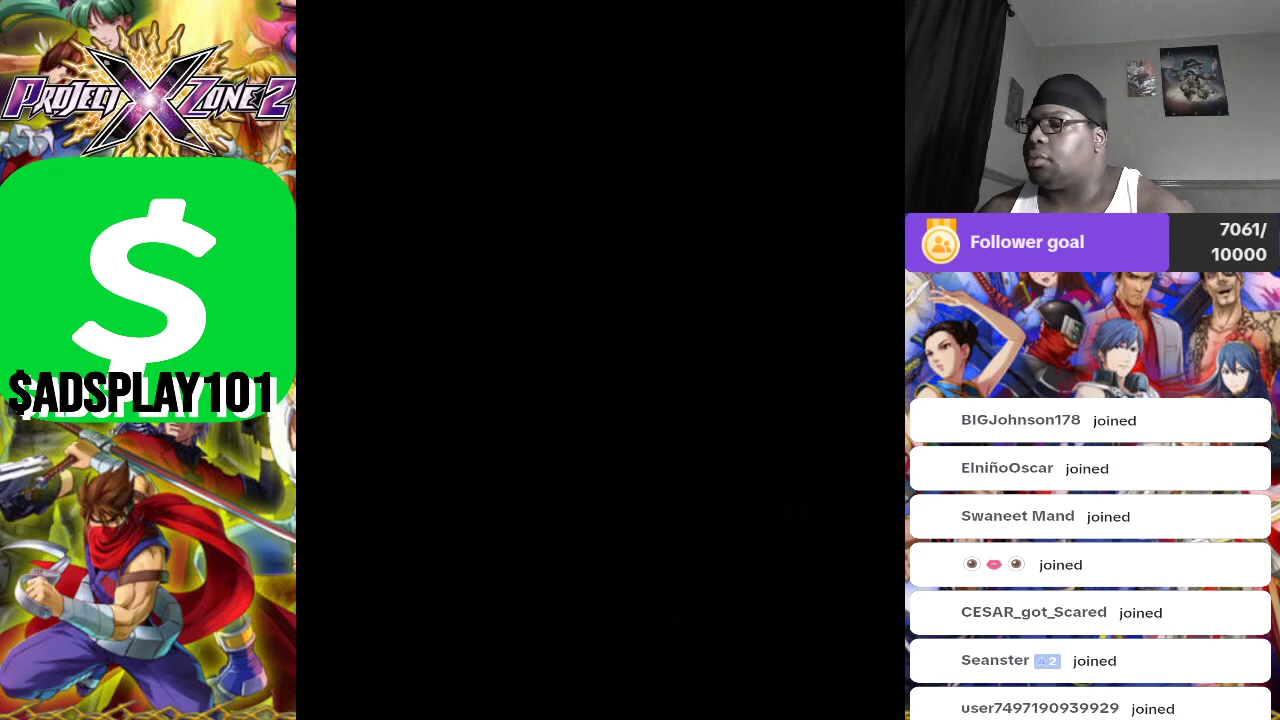 PROJECT X ZONE 2
$
$ADSPLAY101
Follower goal
7061/
10000
BIGJohnson178 joined
ElniñoOscar joined
Swaneet Mand joined
👁️ 👄 👁️ joined
CESAR_got_Scared joined
Seanster 2 joined
user7497190939929 joined